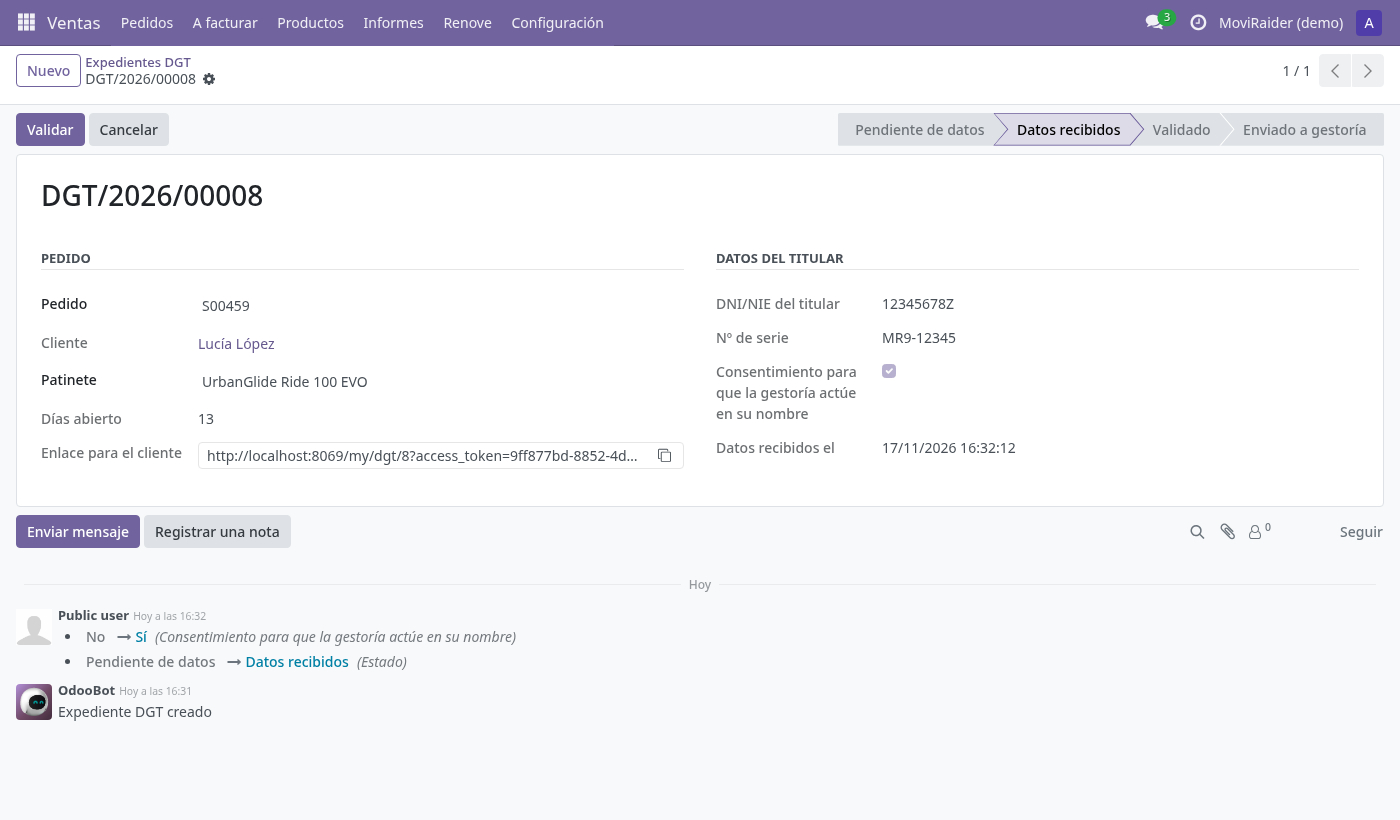 Ventas Pedidos A facturar Productos Informes Renove Configuración 3 MoviRaider (demo) A
Nuevo Expedientes DGT
DGT/2026/00008 1 / 1
Validar Cancelar Pendiente de datos Datos recibidos Validado Enviado a gestoría
DGT/2026/00008
PEDIDO
Pedido S00459
Cliente Lucía López
Patinete UrbanGlide Ride 100 EVO
Días abierto 13
Enlace para el cliente http://localhost:8069/my/dgt/8?access_token=9ff877bd-8852-4d...
DATOS DEL TITULAR
DNI/NIE del titular 12345678Z
Nº de serie MR9-12345
Consentimiento para
que la gestoría actúe
en su nombre
Datos recibidos el 17/11/2026 16:32:12
Enviar mensaje Registrar una nota 0 Seguir
Hoy
Public user Hoy a las 16:32
• No → Sí (Consentimiento para que la gestoría actúe en su nombre)
• Pendiente de datos → Datos recibidos (Estado)
OdooBot Hoy a las 16:31
Expediente DGT creado